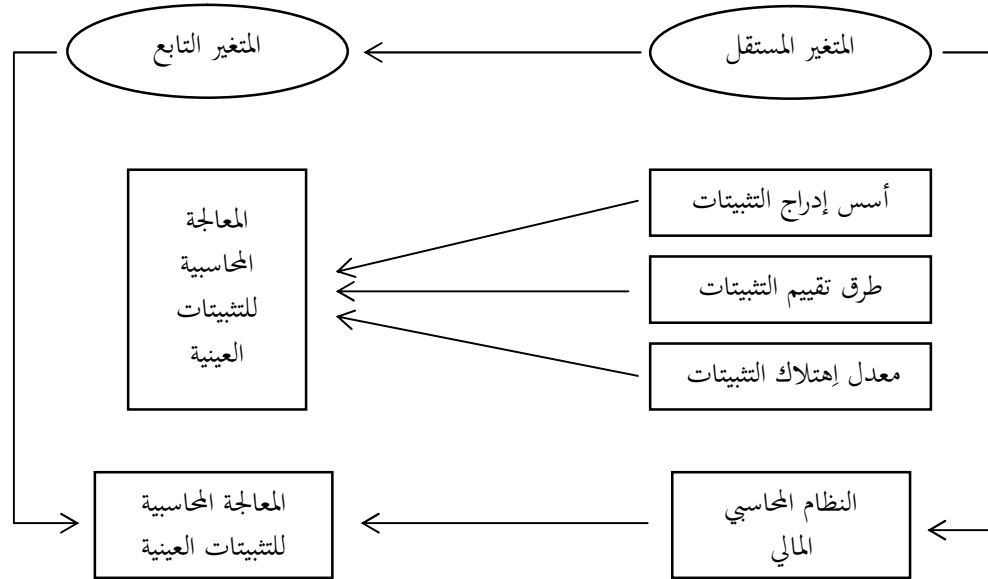 المتغير المستقل
المتغير التابع
أسس إدراج التثبيتات
طرق تقييم التثبيتات
معدل اِهتلاك التثبيتات
المعالجة
المحاسبية
للتثبيتات
العينية
النظام المحاسبي
المالي
المعالجة المحاسبية
للتثبيتات العينية